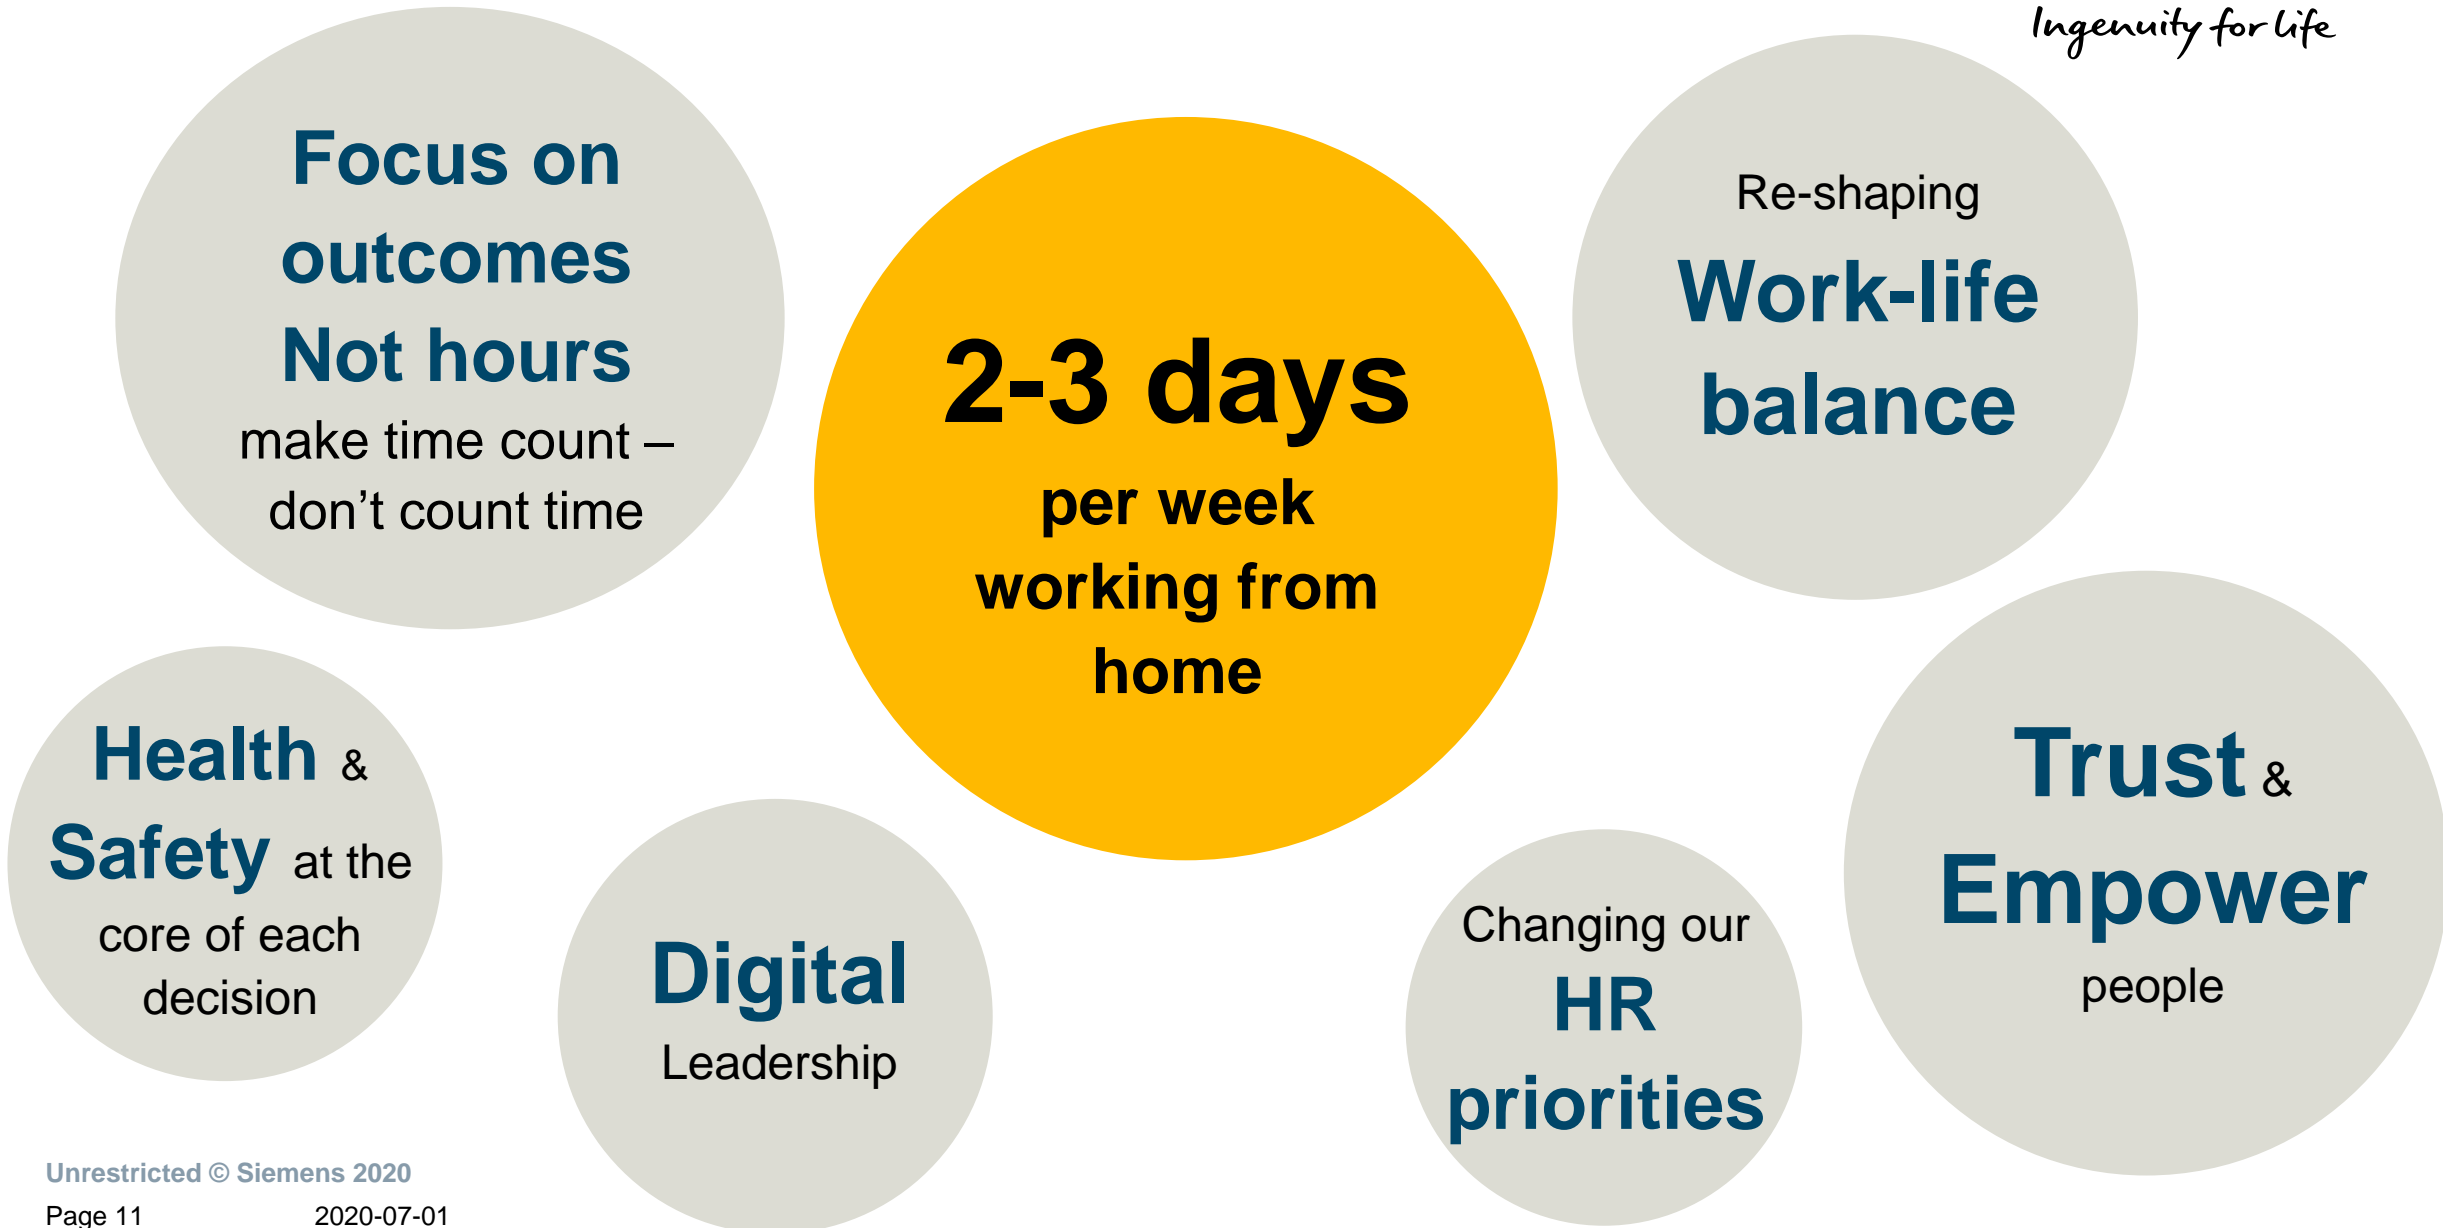 Ingenuity for life
Focus on
outcomes
Not hours
make time count –
don’t count time
2-3 days
per week
working from
home
Re-shaping
Work-life
balance
Health &
Safety at the
core of each
decision
Digital
Leadership
Changing our
HR
priorities
Trust &
Empower
people
Unrestricted © Siemens 2020
Page 11 2020-07-01